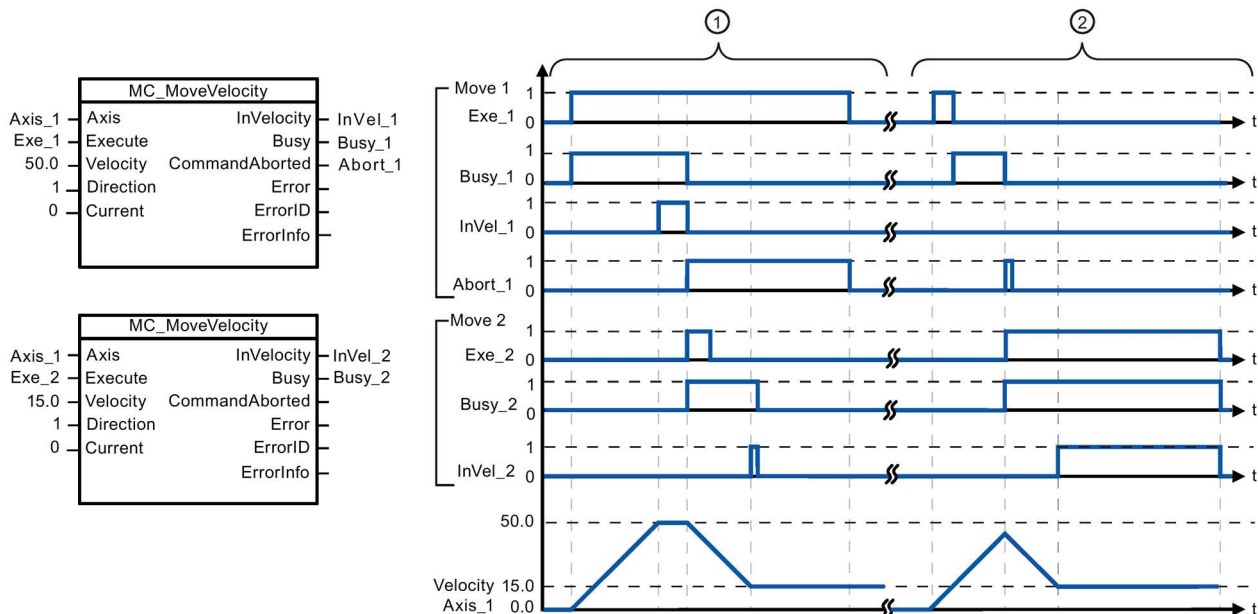 1
2
MC_MoveVelocity
Axis_1 Axis InVelocity InVel_1
Exe_1 Execute Busy Busy_1
50.0 Velocity CommandAborted Abort_1
1 Direction Error
0 Current ErrorID
ErrorInfo
MC_MoveVelocity
Axis_1 Axis InVelocity InVel_2
Exe_2 Execute Busy Busy_2
15.0 Velocity CommandAborted
1 Direction Error
0 Current ErrorID
ErrorInfo
Move 1
Exe_1 1 0 t
Busy_1 1 0 t
InVel_1 1 0 t
Abort_1 1 0 t
Move 2
Exe_2 1 0 t
Busy_2 1 0 t
InVel_2 1 0 t
50.0
Velocity 15.0
Axis_1 0.0 t